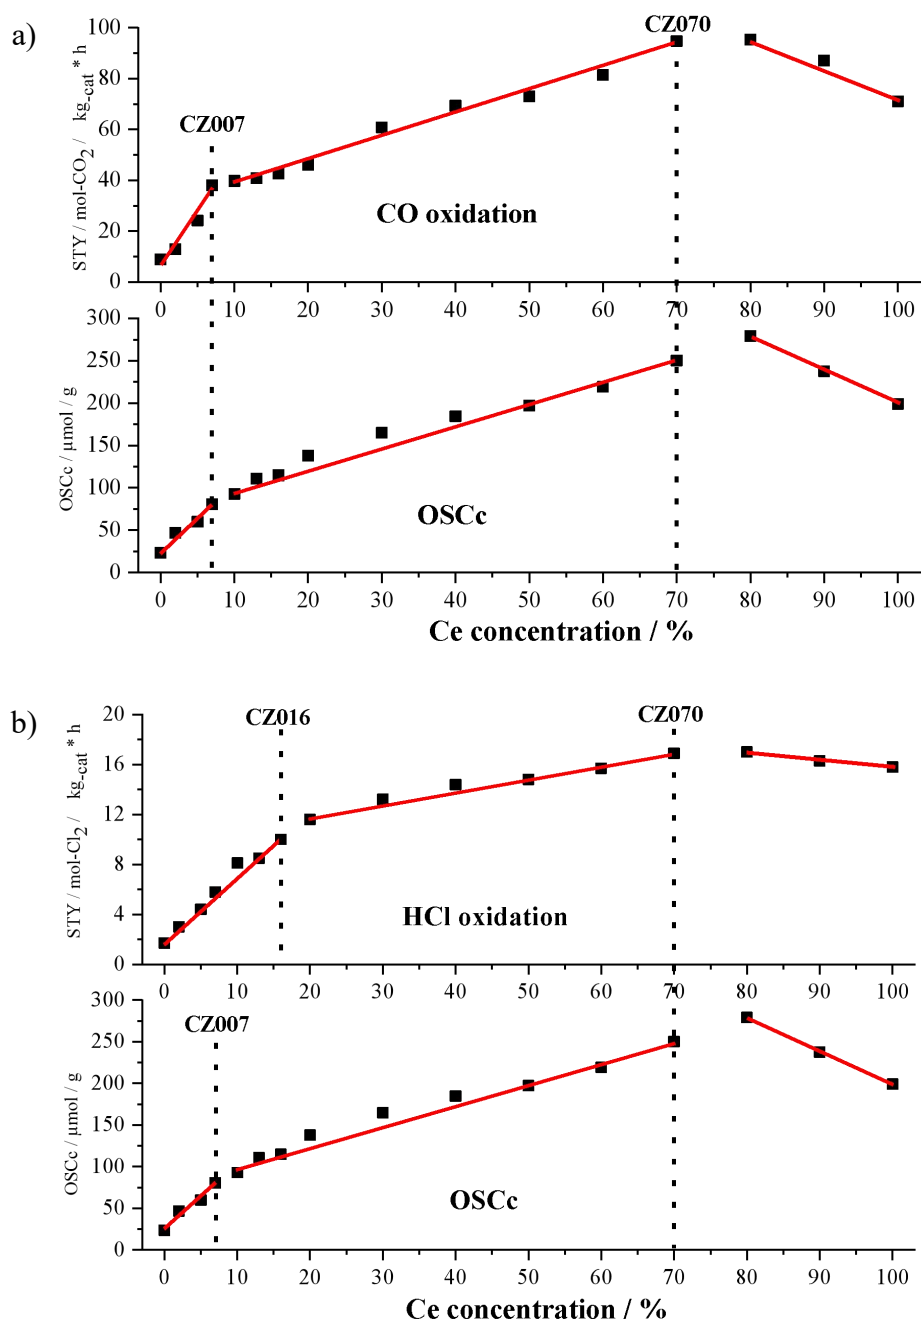 a)
CZ070
CZ007
STY / mol-CO2 / kg-cat * h
100
80
60
40
20
0
CO oxidation
0 10 20 30 40 50 60 70 80 90 100
OSCc / µmol / g
300
250
200
150
100
50
0
OSCc
0 10 20 30 40 50 60 70 80 90 100
Ce concentration / %
b)
CZ016
CZ070
STY / mol-Cl2 / kg-cat * h
20
16
12
8
4
0
HCl oxidation
0 10 20 30 40 50 60 70 80 90 100
CZ007
OSCc / µmol / g
300
250
200
150
100
50
0
OSCc
0 10 20 30 40 50 60 70 80 90 100
Ce concentration / %